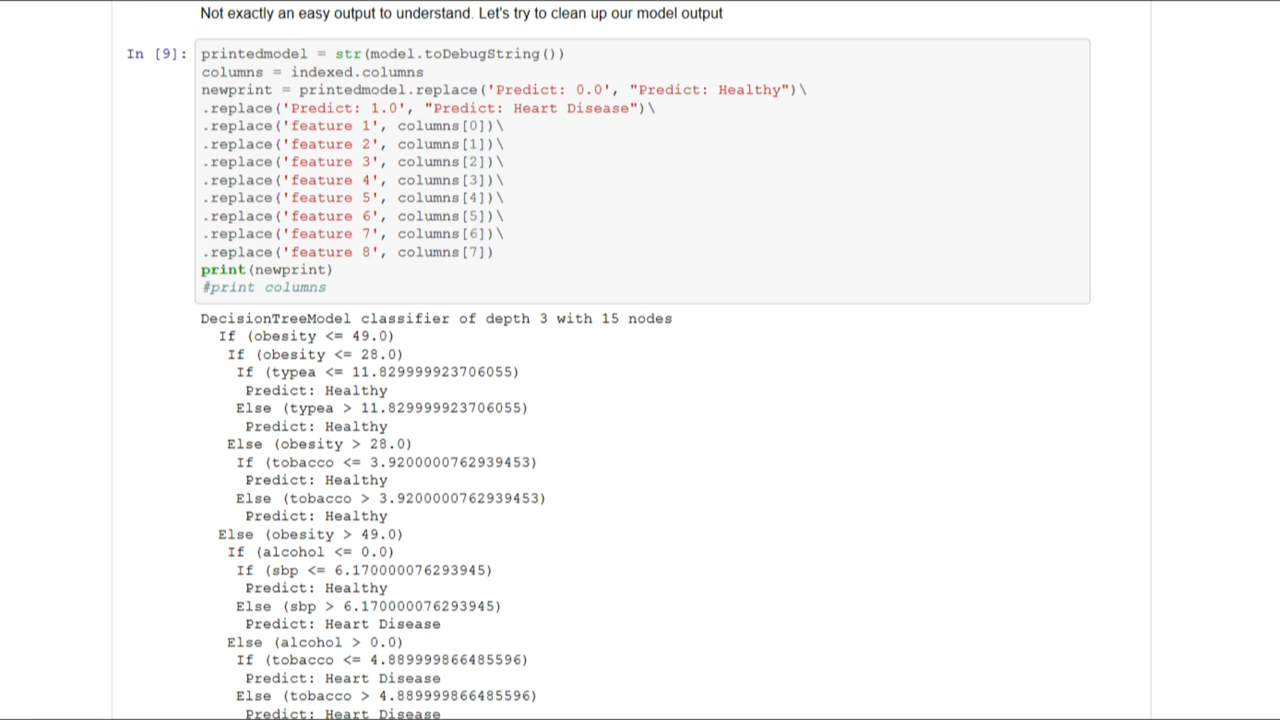 Not exactly an easy output to understand. Let's try to clean up our model output
In [9]: printedmodel = str(model.toDebugString())
columns = indexed.columns
newprint = printedmodel.replace('Predict: 0.0', "Predict: Healthy")\
.replace('Predict: 1.0', "Predict: Heart Disease")\
.replace('feature 1', columns[0])\
.replace('feature 2', columns[1])\
.replace('feature 3', columns[2])\
.replace('feature 4', columns[3])\
.replace('feature 5', columns[4])\
.replace('feature 6', columns[5])\
.replace('feature 7', columns[6])\
.replace('feature 8', columns[7])
print(newprint)
#print columns
DecisionTreeModel classifier of depth 3 with 15 nodes
If (obesity <= 49.0)
If (obesity <= 28.0)
If (typea <= 11.829999923706055)
Predict: Healthy
Else (typea > 11.829999923706055)
Predict: Healthy
Else (obesity > 28.0)
If (tobacco <= 3.9200000762939453)
Predict: Healthy
Else (tobacco > 3.9200000762939453)
Predict: Healthy
Else (obesity > 49.0)
If (alcohol <= 0.0)
If (sbp <= 6.170000076293945)
Predict: Healthy
Else (sbp > 6.170000076293945)
Predict: Heart Disease
Else (alcohol > 0.0)
If (tobacco <= 4.889999866485596)
Predict: Heart Disease
Else (tobacco > 4.889999866485596)
Predict: Heart Disease